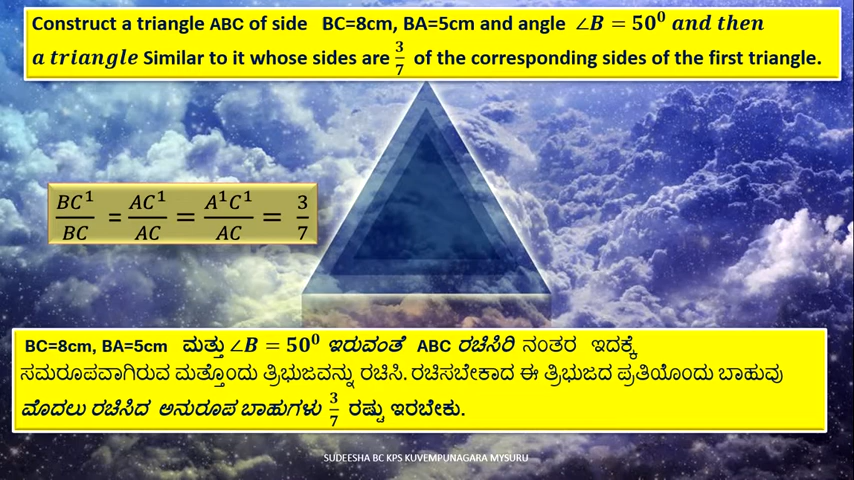 Construct a triangle ABC of side BC=8cm, BA=5cm and angle ∠B = 50⁰ and then
a triangle Similar to it whose sides are 3/7 of the corresponding sides of the first triangle.
BC¹/BC = AC¹/AC = A¹C¹/AC = 3/7
BC=8cm, BA=5cm ಮತ್ತು ∠B = 50⁰ ಇರುವಂತೆ ABC ರಚಿಸಿರಿ ನಂತರ ಇದಕ್ಕೆ
ಸಮರೂಪವಾಗಿರುವ ಮತ್ತೊಂದು ತ್ರಿಭುಜವನ್ನು ರಚಿಸಿ. ರಚಿಸಬೇಕಾದ ಈ ತ್ರಿಭುಜದ ಪ್ರತಿಯೊಂದು ಬಾಹುವು
ಮೊದಲು ರಚಿಸಿದ ಅನುರೂಪ ಬಾಹುಗಳು 3/7 ರಷ್ಟು ಇರಬೇಕು.
SUDEESHA BC KPS KUVEMPUNAGARA MYSURU